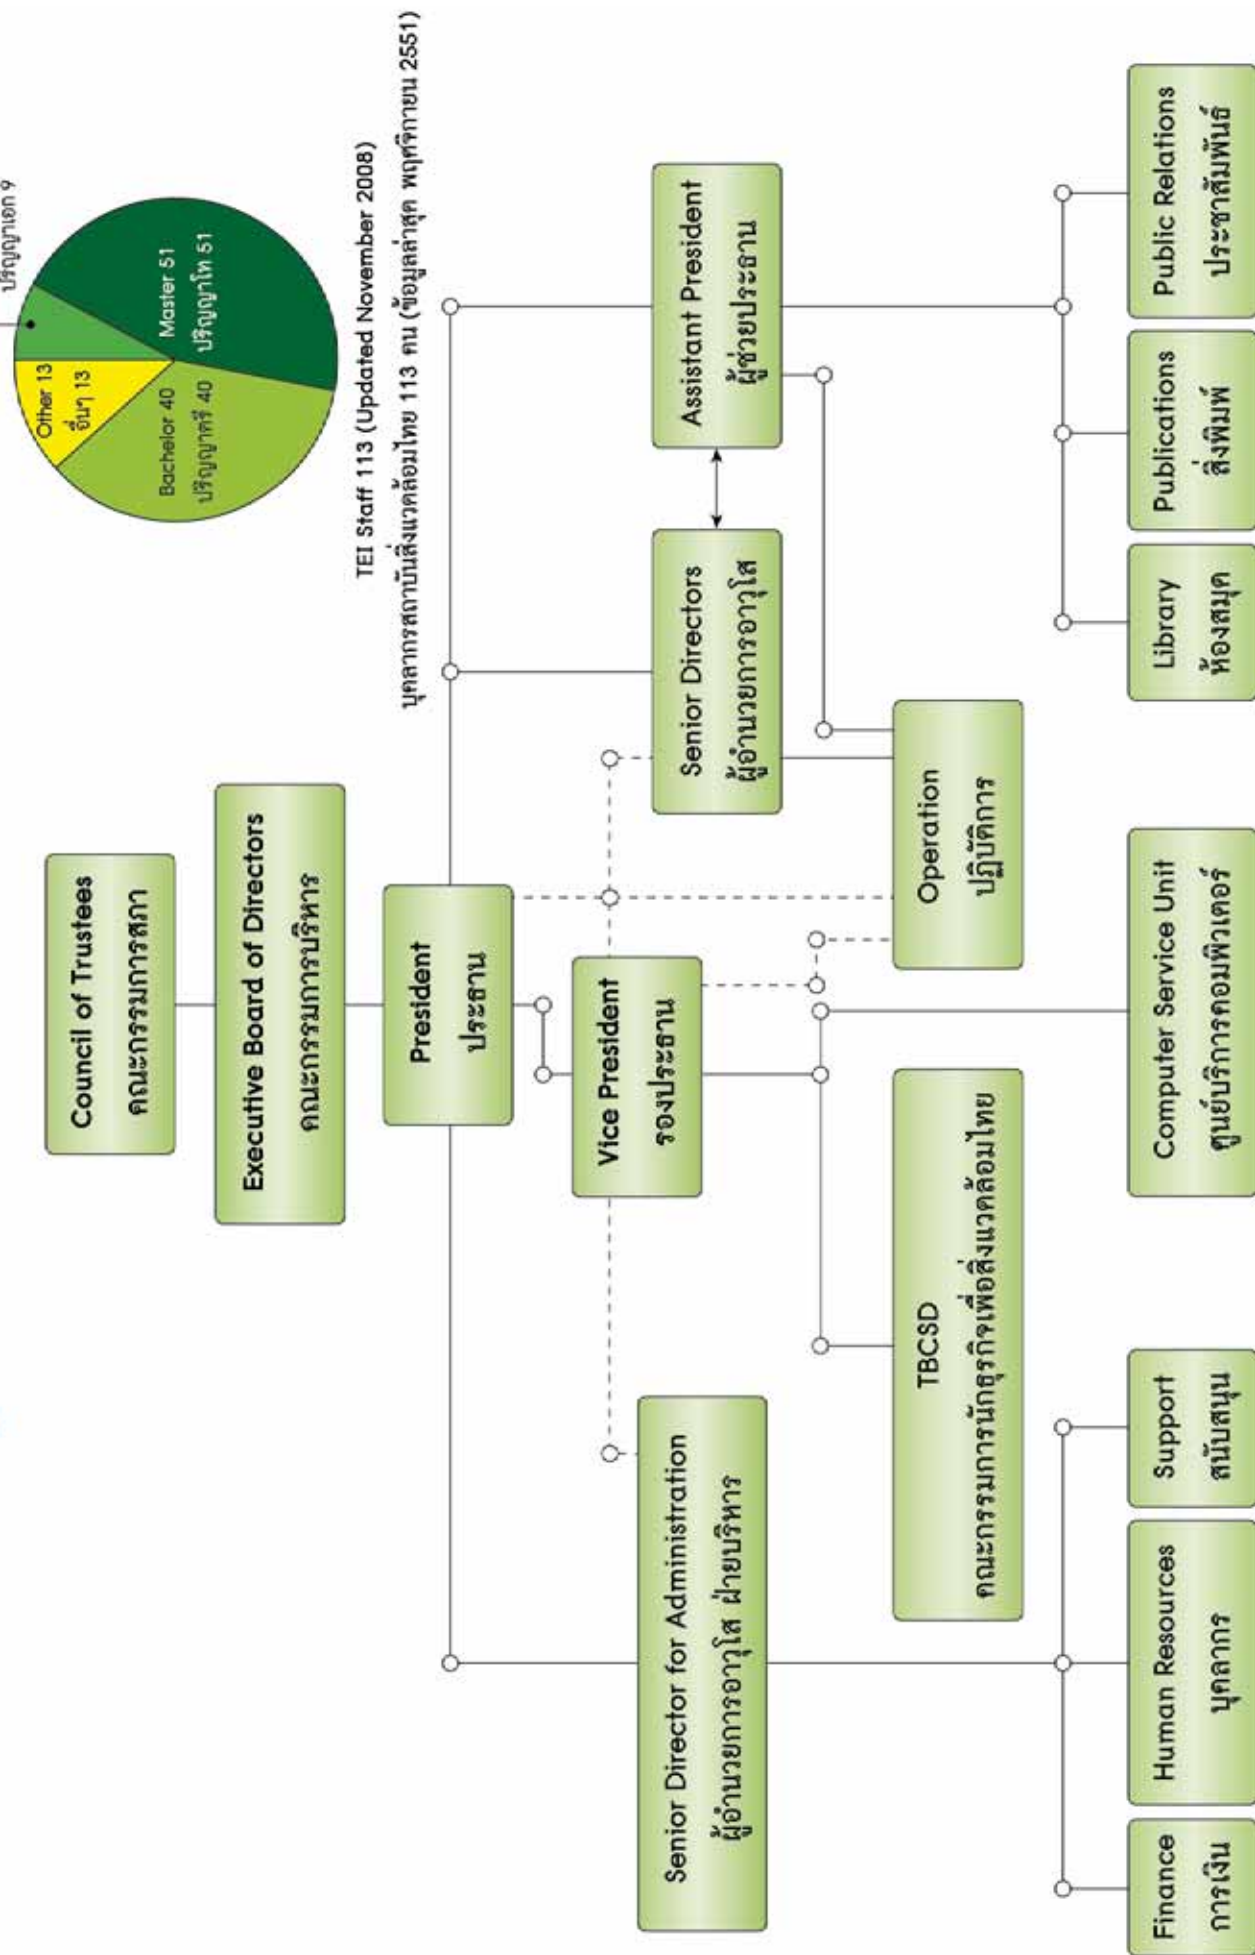 ปริญญาเอก 9
Other 13
อื่นๆ 13
Master 51
ปริญญาโท 51
Bachelor 40
ปริญญาตรี 40
TEI Staff 113 (Updated November 2008)
บุคลากรสถาบันสิ่งแวดล้อมไทย 113 คน (ข้อมูลล่าสุด พฤศจิกายน 2551)
Council of Trustees
คณะกรรมการสภา
Executive Board of Directors
คณะกรรมการบริหาร
President
ประธาน
Vice President
รองประธาน
Senior Director for Administration
ผู้อำนวยการอาวุโส ฝ่ายบริหาร
Senior Directors
ผู้อำนวยการอาวุโส
Assistant President
ผู้ช่วยประธาน
TBCSD
คณะกรรมการนักธุรกิจเพื่อสิ่งแวดล้อมไทย
Operation
ปฏิบัติการ
Finance
การเงิน
Human Resources
บุคลากร
Support
สนับสนุน
Computer Service Unit
ศูนย์บริการคอมพิวเตอร์
Library
ห้องสมุด
Publications
สิ่งพิมพ์
Public Relations
ประชาสัมพันธ์